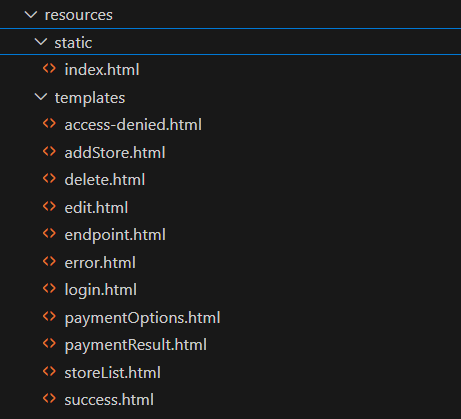 resources
static
index.html
templates
access-denied.html
addStore.html
delete.html
edit.html
endpoint.html
error.html
login.html
paymentOptions.html
paymentResult.html
storeList.html
success.html